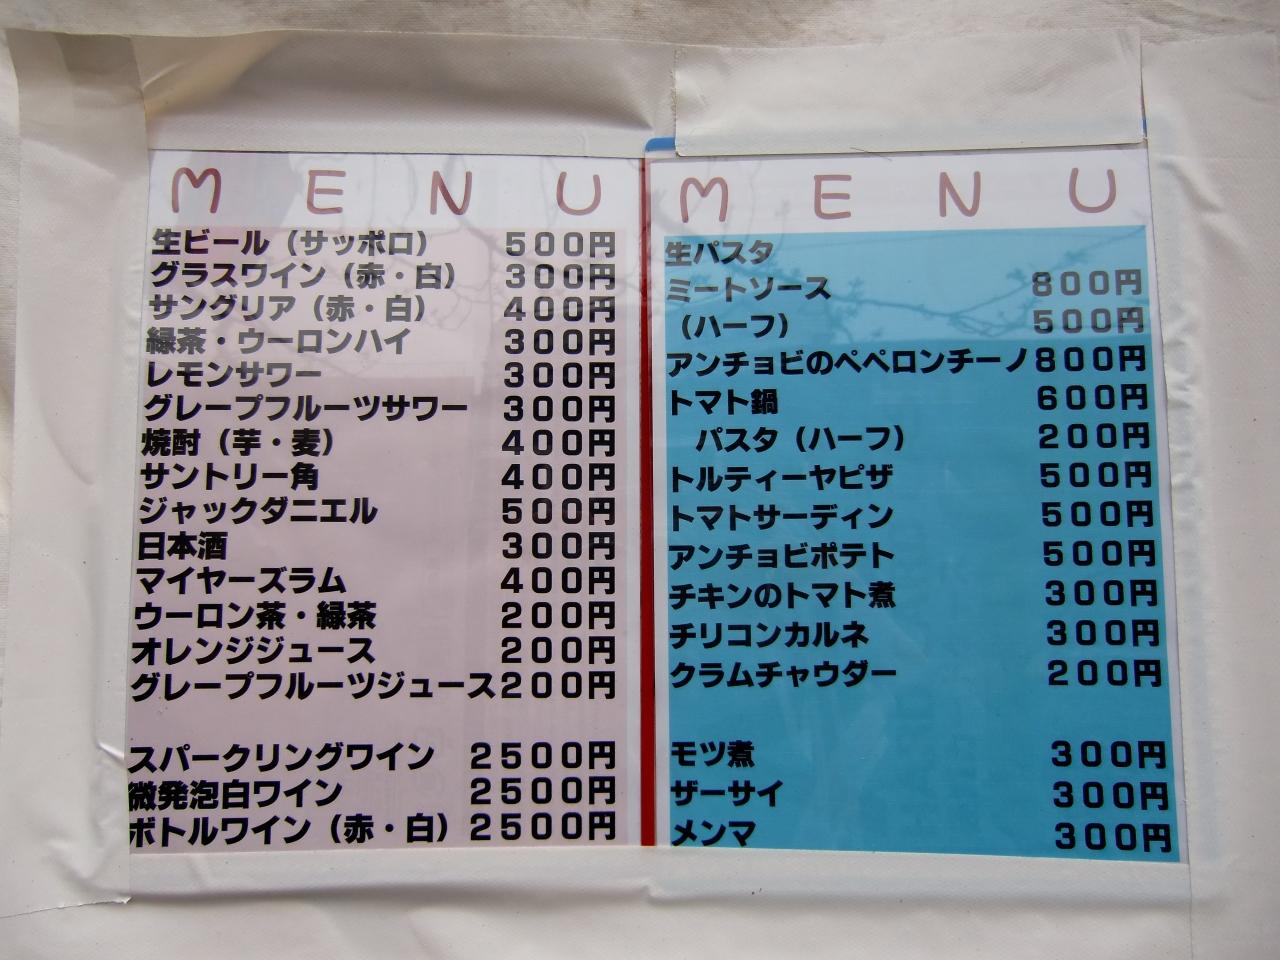 MENU
生ビール（サッポロ） 500円
グラスワイン（赤・白） 300円
サングリア（赤・白） 400円
緑茶・ウーロンハイ 300円
レモンサワー 300円
グレープフルーツサワー 300円
焼酎（芋・麦） 400円
サントリー角 400円
ジャックダニエル 500円
日本酒 300円
マイヤーズラム 400円
ウーロン茶・緑茶 200円
オレンジジュース 200円
グレープフルーツジュース200円
スパークリングワイン 2500円
微発泡白ワイン 2500円
ボトルワイン（赤・白） 2500円
MENU
生パスタ
ミートソース 800円
（ハーフ） 500円
アンチョビのペペロンチーノ800円
トマト鍋 600円
パスタ（ハーフ） 200円
トルティーヤピザ 500円
トマトサーディン 500円
アンチョビポテト 500円
チキンのトマト煮 300円
チリコンカルネ 300円
クラムチャウダー 200円
モツ煮 300円
ザーサイ 300円
メンマ 300円